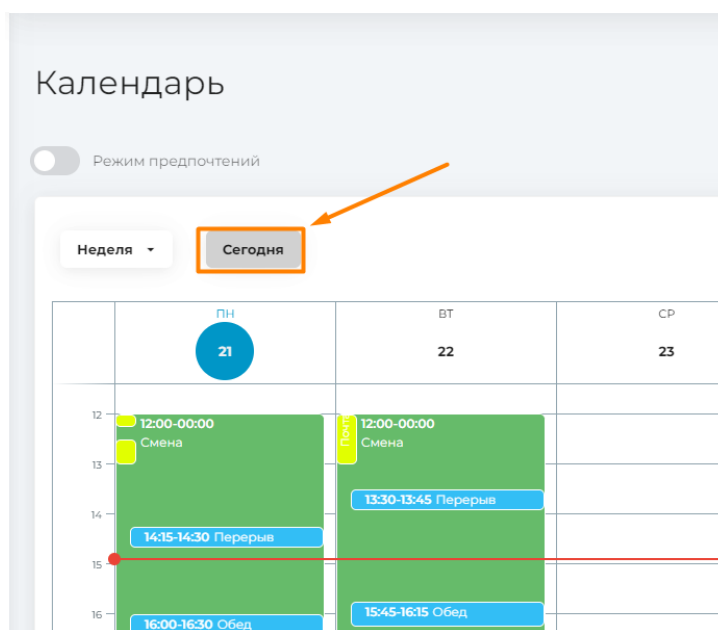 Календарь
Режим предпочтений
Неделя
Сегодня
ПН
ВТ
СР
21
22
23
12
12:00-00:00
Смена
Почта
12:00-00:00
Смена
13
13:30-13:45 Перерыв
14
14:15-14:30 Перерыв
15
15:45-16:15 Обед
16
16:00-16:30 Обед